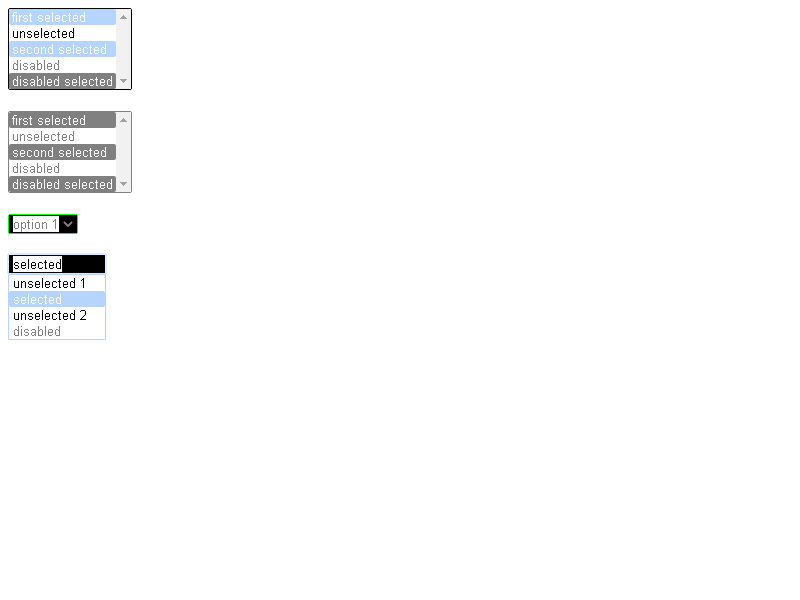 first selected
unselected
second selected
disabled
disabled selected
first selected
unselected
second selected
disabled
disabled selected
option 1
selected
unselected 1
selected
unselected 2
disabled